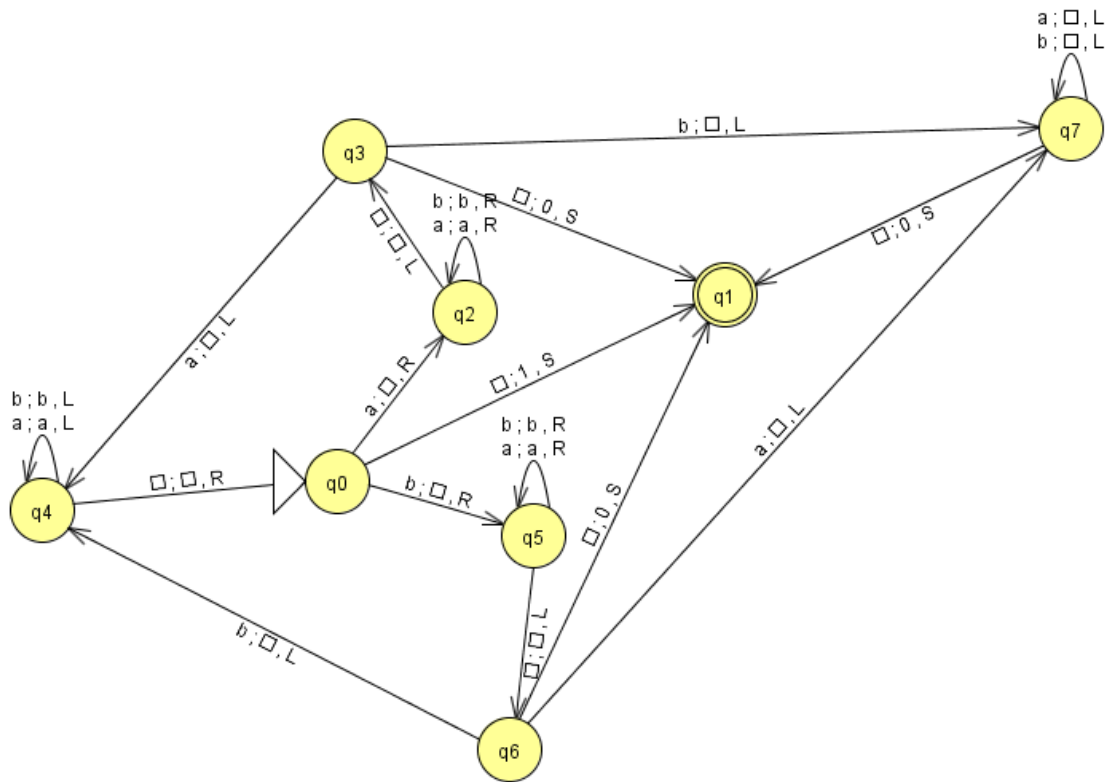 a ; □ , L
b ; □ , L
q7
b ; □ , L
q3
□ ; 0 , S
b ; b , R
a ; a , R
□ ; □ , L
□ ; 0 , S
q1
q2
a ; □ , L
a ; □ , R
□ ; 1 , S
b ; b , L
a ; a , L
b ; b , R
a ; a , R
a ; □ , L
□ ; □ , R
q0
b ; □ , R
q4
□ ; 0 , S
q5
□ ; □ , L
b ; □ , L
q6